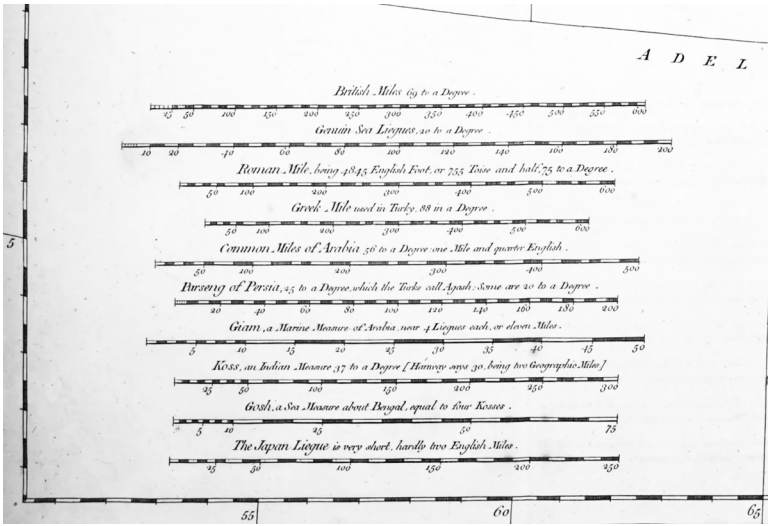 A D E L
British Miles 69 to a Degree.
25 50 100 150 200 250 300 350 400 450 500 550 600
Genuin Sea Liegues, 20 to a Degree.
10 20 40 60 80 100 120 140 160 180 200
Roman Mile, being 4845 English Foot, or 755 Toise and half, 75 to a Degree.
50 100 200 300 400 500 600
Greek Mile used in Turky, 88 in a Degree.
50 100 200 300 400 500 600
5
Common Miles of Arabia 56 to a Degree: one Mile and quarter English.
50 100 200 300 400 500
Parseng of Persia, 25 to a Degree, which the Turks call Agash: Some are 20 to a Degree.
20 40 60 80 100 120 140 160 180 200
Giam, a Marine Measure of Arabia, near 4 Liegues each, or eleven Miles.
5 10 15 20 25 30 35 40 45 50
Koss, an Indian Measure 37 to a Degree [Hanway says 30, being two Geographic Miles]
25 50 100 150 200 250 300
Gosh, a Sea Measure about Bengal, equal to four Kosses.
5 10 25 50 75
The Japan Liegue is very short, hardly two English Miles.
25 50 100 150 200 250
55 60 65